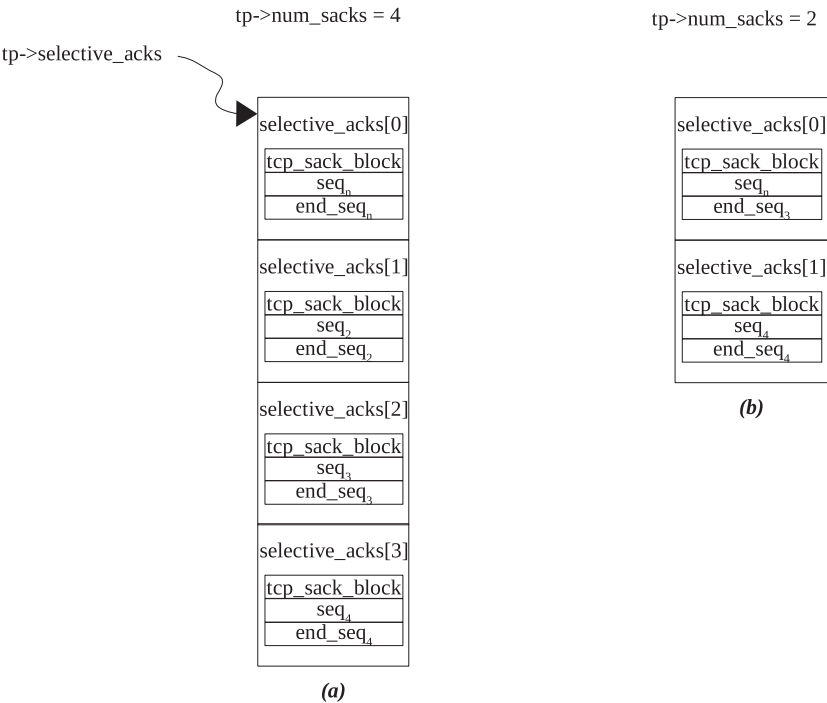 tp->num_sacks = 4
tp->selective_acks
selective_acks[0]
tcp_sack_block
seqₙ
end_seqₙ
selective_acks[1]
tcp_sack_block
seq₂
end_seq₂
selective_acks[2]
tcp_sack_block
seq₃
end_seq₃
selective_acks[3]
tcp_sack_block
seq₄
end_seq₄
(a)
tp->num_sacks = 2
selective_acks[0]
tcp_sack_block
seqₙ
end_seq₃
selective_acks[1]
tcp_sack_block
seq₄
end_seq₄
(b)